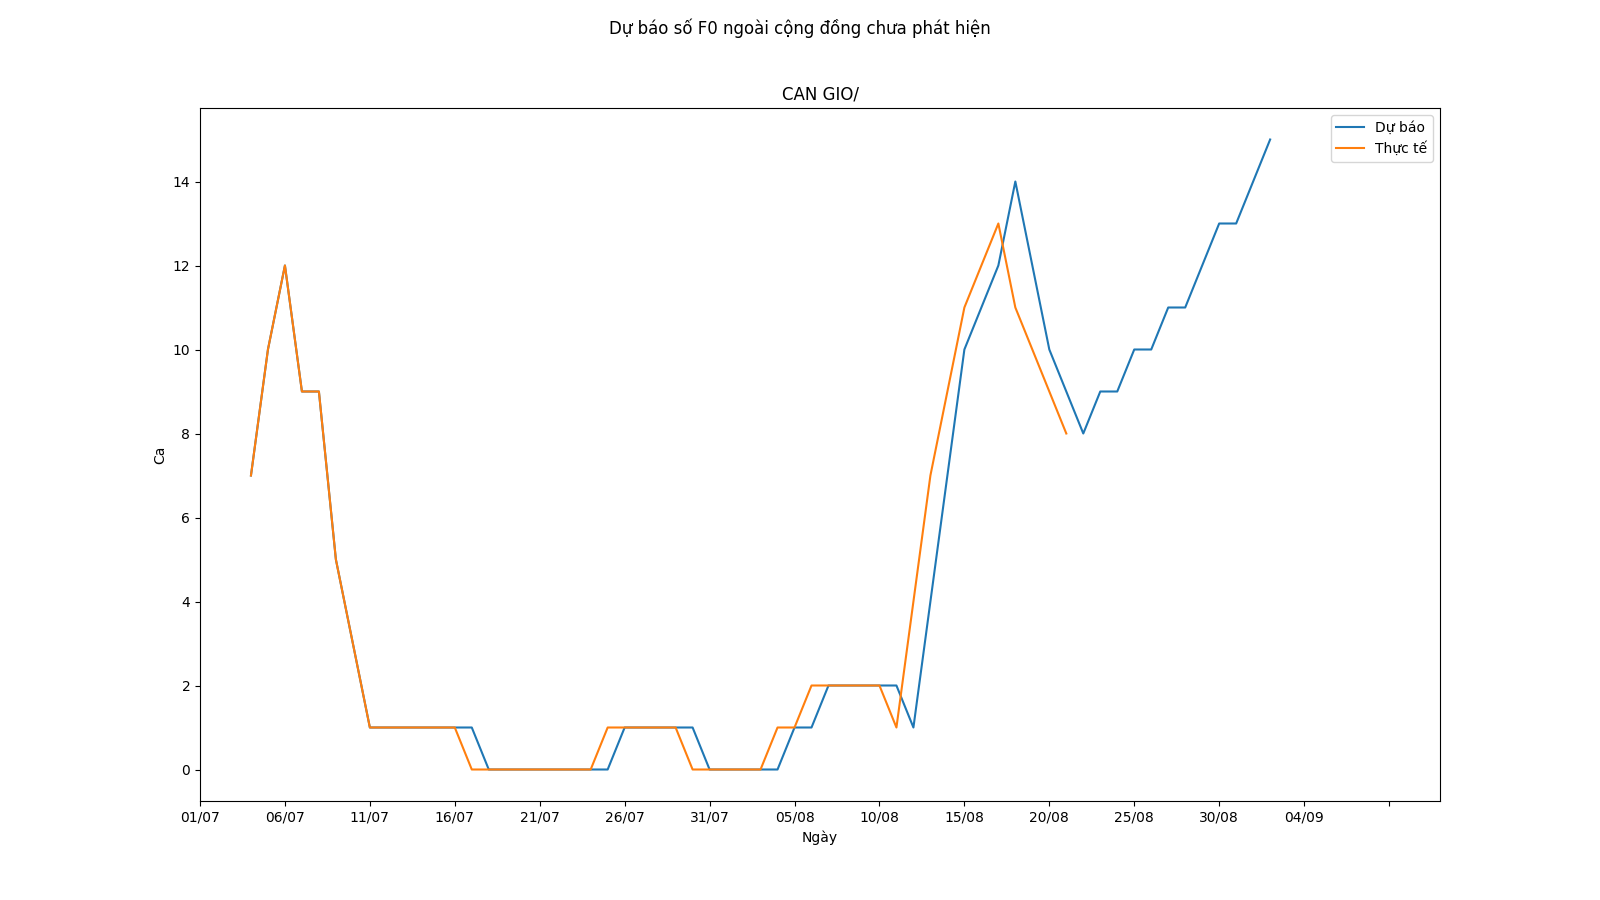 Dự báo số F0 ngoài cộng đồng chưa phát hiện
CAN GIO/
Dự báo
Thực tế
14
12
10
8
6
4
2
0
Ca
01/07 06/07 11/07 16/07 21/07 26/07 31/07 05/08 10/08 15/08 20/08 25/08 30/08 04/09
Ngày